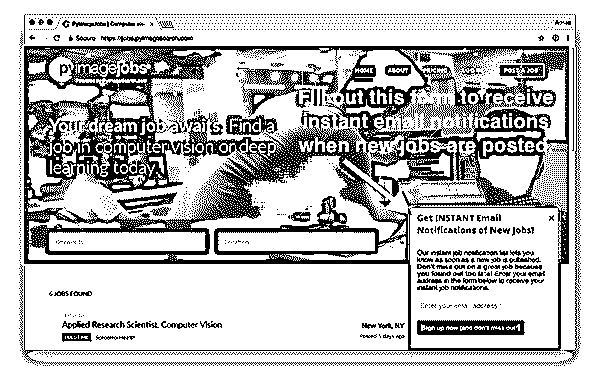 PyImageJobs | Computer
Secure https://jobs.pyimagesearch.com
pyimagejobs
HOME ABOUT LOGIN POST A JOB
Fill out this form to receive
instant email notifications
when new jobs are posted
Your dream job awaits. Find a
job in computer vision or deep
learning today.
Keywords
Location
Get INSTANT Email
Notifications of New Jobs!
Our instant job notification list lets you
know as soon as a new job is published.
Don't miss out on a great job because
you found out too late! Enter your email
address in the form below to receive your
instant job notifications.
Enter your email address
Sign up now (and don't miss out!)
6 JOBS FOUND
Applied Research Scientist, Computer Vision
New York, NY
FULL TIME
Posted 5 days ago